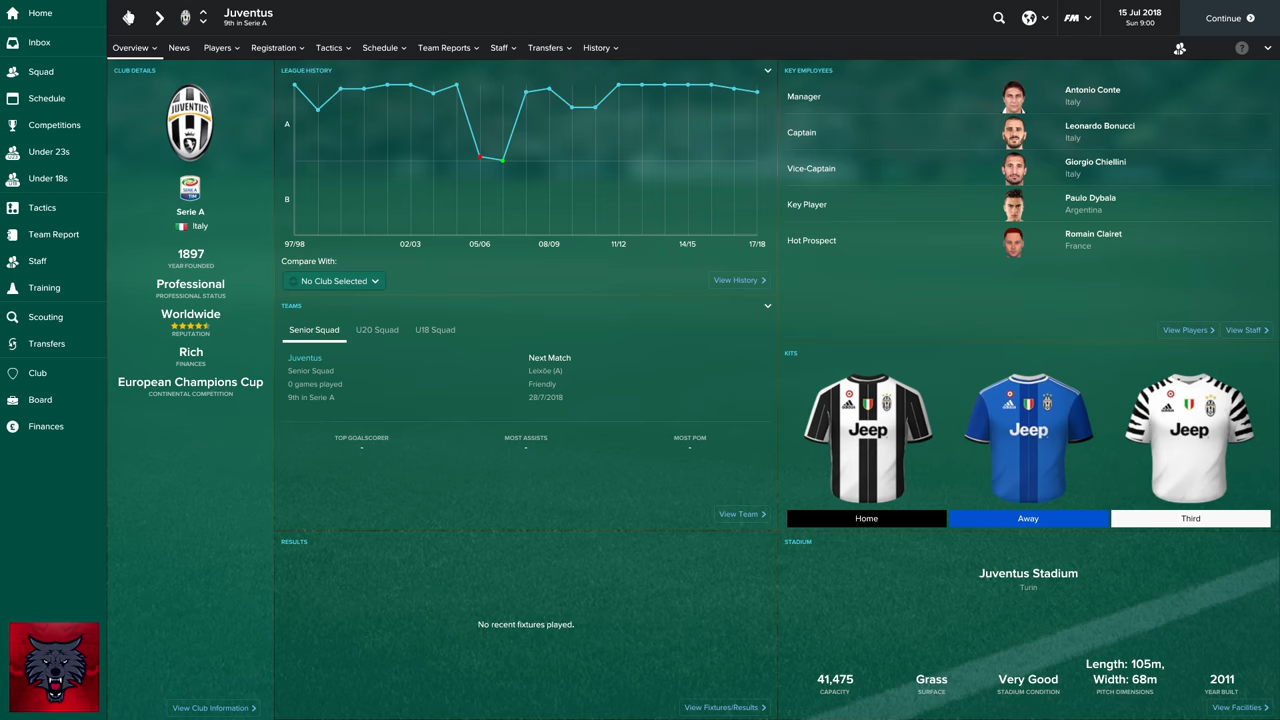 Juventus
9th in Serie A
15 Jul 2018
Sun 9:00
Continue
FM
Home
Inbox
Squad
Schedule
Competitions
Under 23s
Under 18s
Tactics
Team Report
Staff
Training
Scouting
Transfers
Club
Board
Finances
Overview
News
Players
Registration
Tactics
Schedule
Team Reports
Staff
Transfers
History
?
CLUB DETAILS
JUVENTUS
SERIE A
TIM
Serie A
Italy
1897
YEAR FOUNDED
Professional
PROFESSIONAL STATUS
Worldwide
REPUTATION
Rich
FINANCES
European Champions Cup
CONTINENTAL COMPETITION
View Club Information
LEAGUE HISTORY
A
B
97/98 02/03 05/06 08/09 11/12 14/15 17/18
Compare With:
No Club Selected
View History
TEAMS
Senior Squad U20 Squad U18 Squad
Juventus
Senior Squad
0 games played
9th in Serie A
Next Match
Leixõe (A)
Friendly
28/7/2018
TOP GOALSCORER
-
MOST ASSISTS
-
MOST POM
-
View Team
RESULTS
No recent fixtures played.
View Fixtures/Results
KEY EMPLOYEES
Manager
Antonio Conte
Italy
Captain
Leonardo Bonucci
Italy
Vice-Captain
Giorgio Chiellini
Italy
Key Player
Paulo Dybala
Argentina
Hot Prospect
Romain Clairet
France
View Players
View Staff
KITS
Jeep
Jeep
Jeep
Home
Away
Third
STADIUM
Juventus Stadium
Turin
41,475
CAPACITY
Grass
SURFACE
Very Good
STADIUM CONDITION
Length: 105m,
Width: 68m
PITCH DIMENSIONS
2011
YEAR BUILT
View Facilities